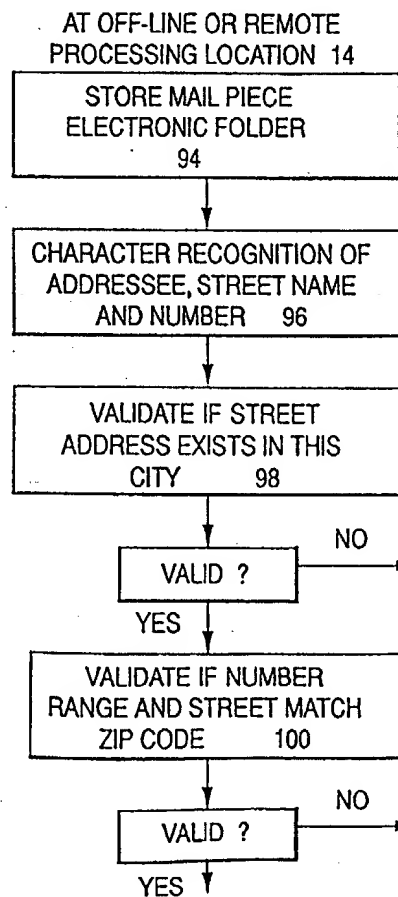 AT OFF-LINE OR REMOTE
PROCESSING LOCATION 14
STORE MAIL PIECE
ELECTRONIC FOLDER
94
CHARACTER RECOGNITION OF
ADDRESSEE, STREET NAME
AND NUMBER 96
VALIDATE IF STREET
ADDRESS EXISTS IN THIS
CITY 98
NO
VALID ?
YES
VALIDATE IF NUMBER
RANGE AND STREET MATCH
ZIP CODE 100
NO
VALID ?
YES